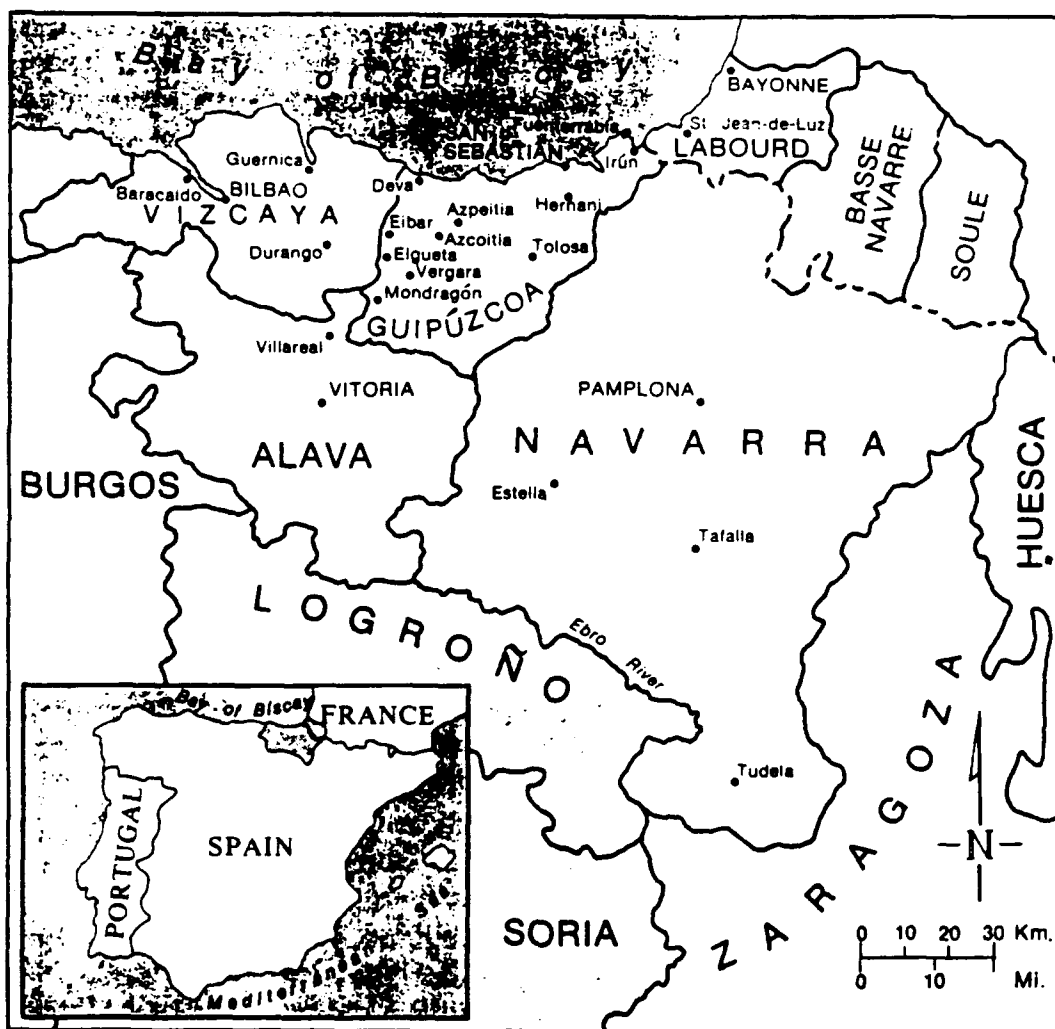 Bay of Biscay
BAYONNE
St. Jean-de-Luz
LABOURD
BASSE
NAVARRE
SOULE
SAN
SEBASTIÁN
Fuenterrabia
Irún
Guernica
Baracaldo
BILBAO
VIZCAYA
Durango
Deva
Eibar
Azpeitia
Azcoitia
Elgueta
Vergara
Mondragón
Hernani
Tolosa
GUIPÚZCOA
Villareal
VITORIA
ALAVA
PAMPLONA
NAVARRA
Estella
Tafalla
BURGOS
HUESCA
LOGROÑO
Ebro
River
ZARAGOZA
Tudela
SORIA
Bay of Biscay
FRANCE
PORTUGAL
SPAIN
Mediterranean
Sea
N
0 10 20 30 Km.
0 10 Mi.